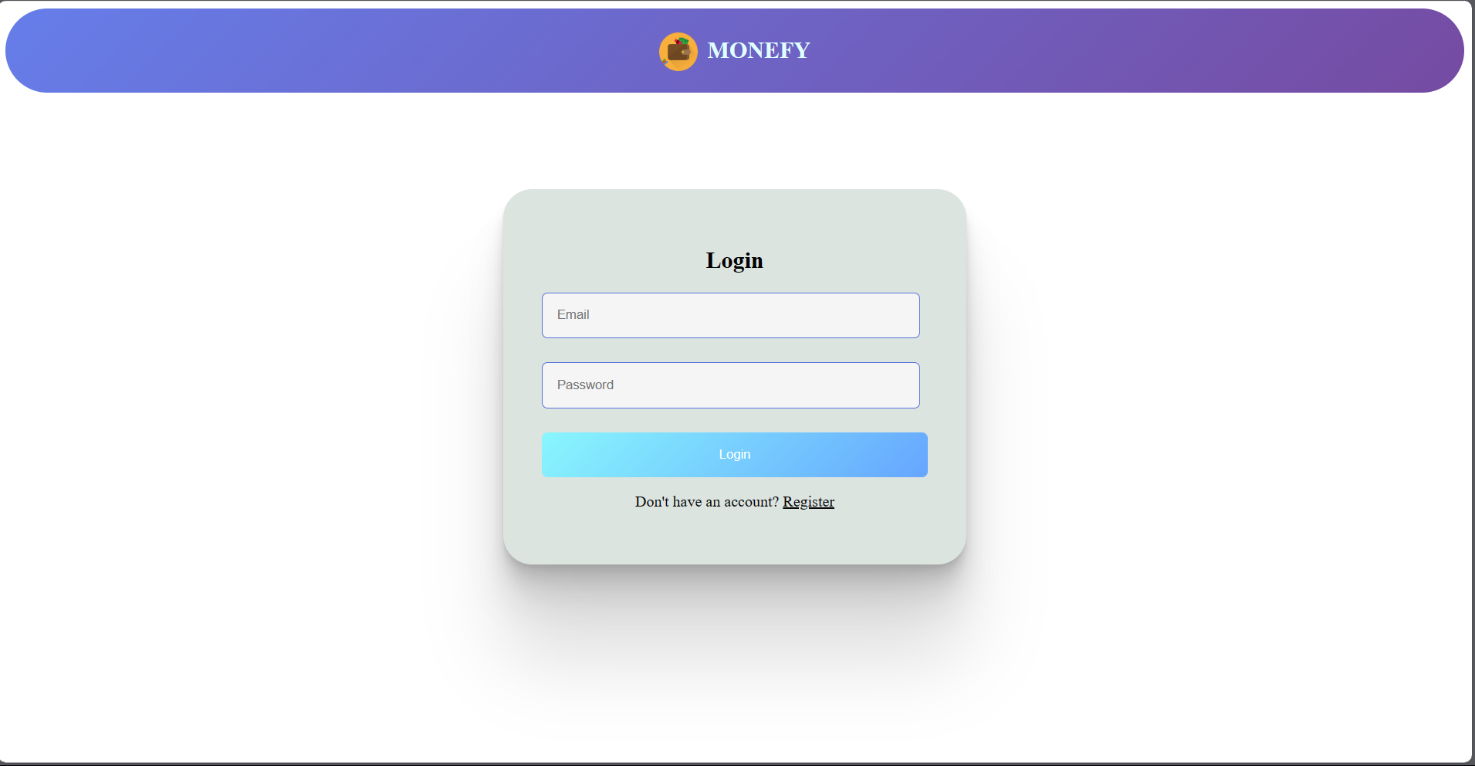 MONEFY
Login
Email
Password
Login
Don't have an account? Register